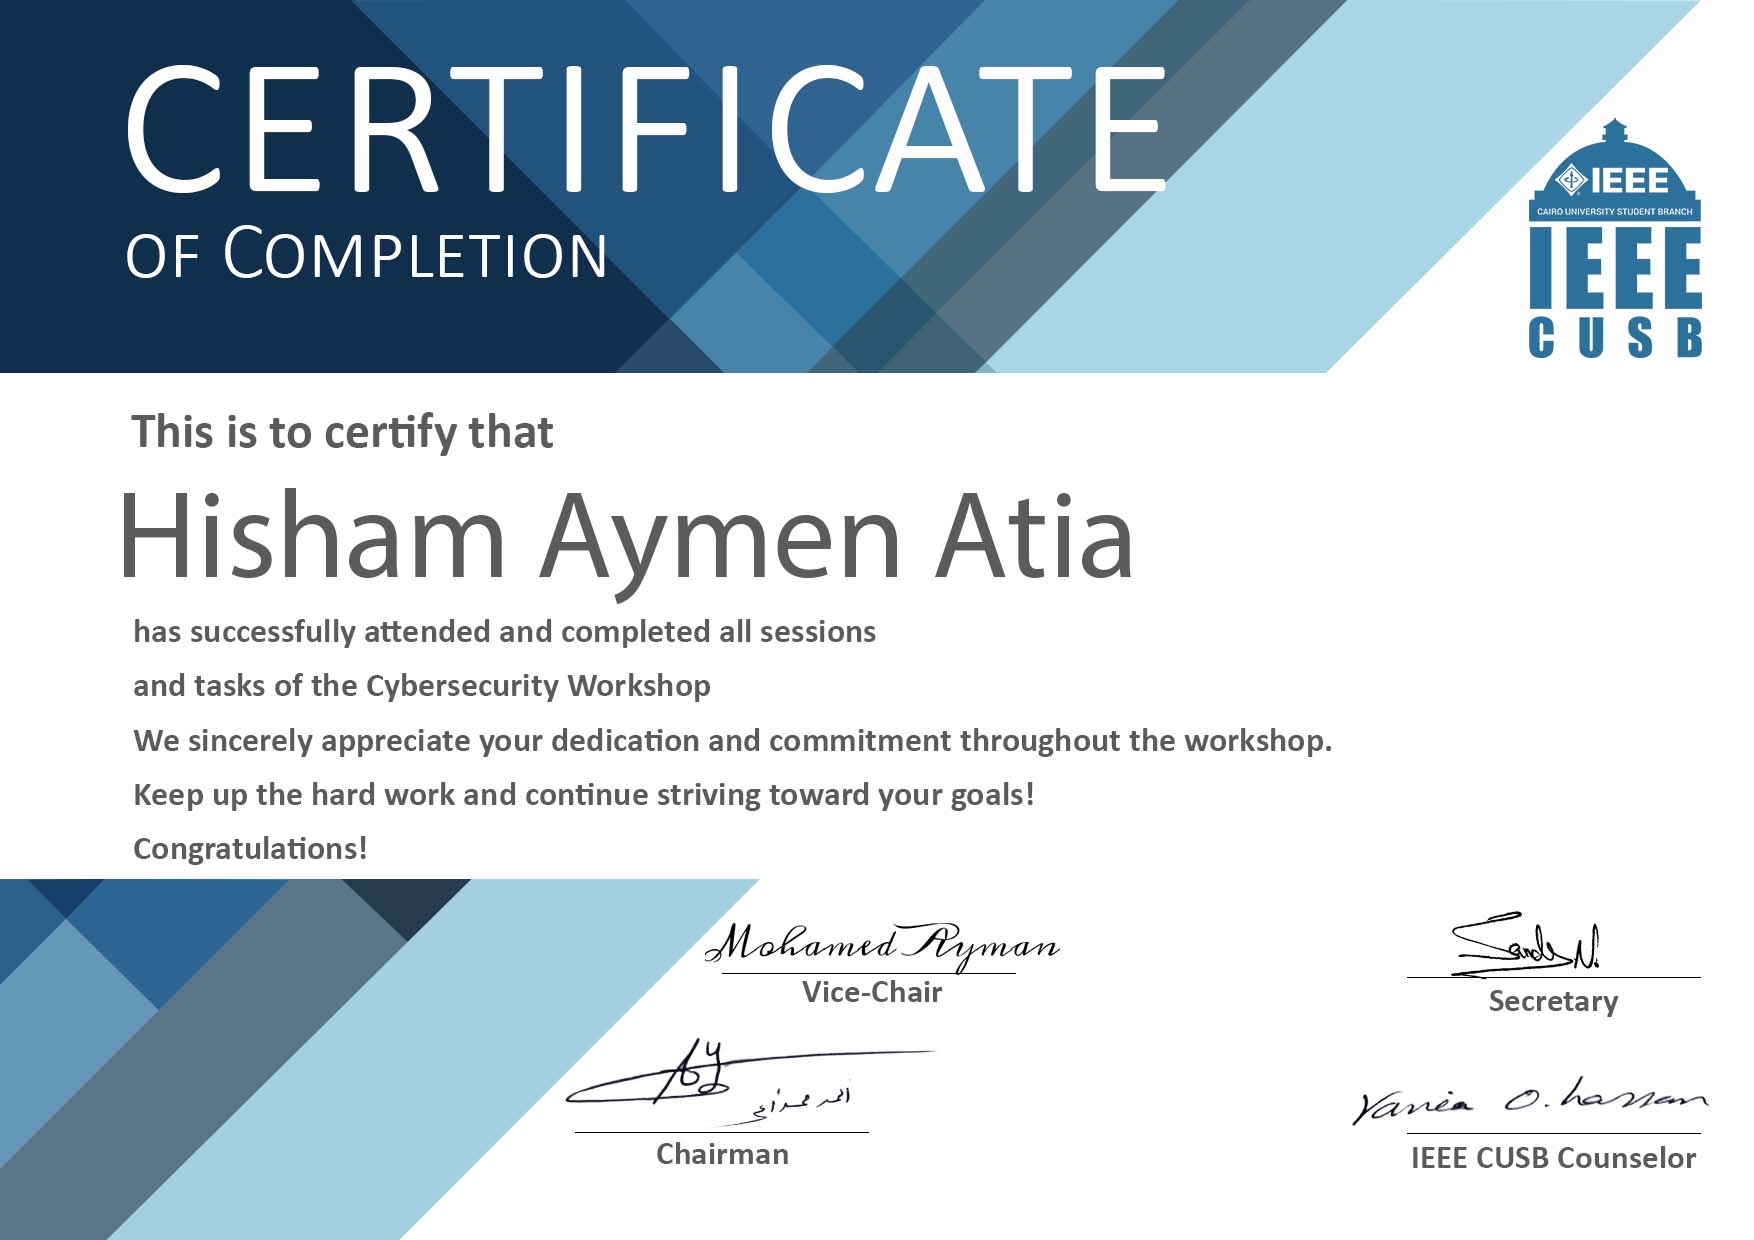 CERTIFICATE
OF COMPLETION
IEEE
CAIRO UNIVERSITY STUDENT BRANCH
IEEE
CUSB
This is to certify that
Hisham Aymen Atia
has successfully attended and completed all sessions
and tasks of the Cybersecurity Workshop
We sincerely appreciate your dedication and commitment throughout the workshop.
Keep up the hard work and continue striving toward your goals!
Congratulations!
Mohamed Ayman
Vice-Chair
Secretary
Chairman
O. hassan
IEEE CUSB Counselor